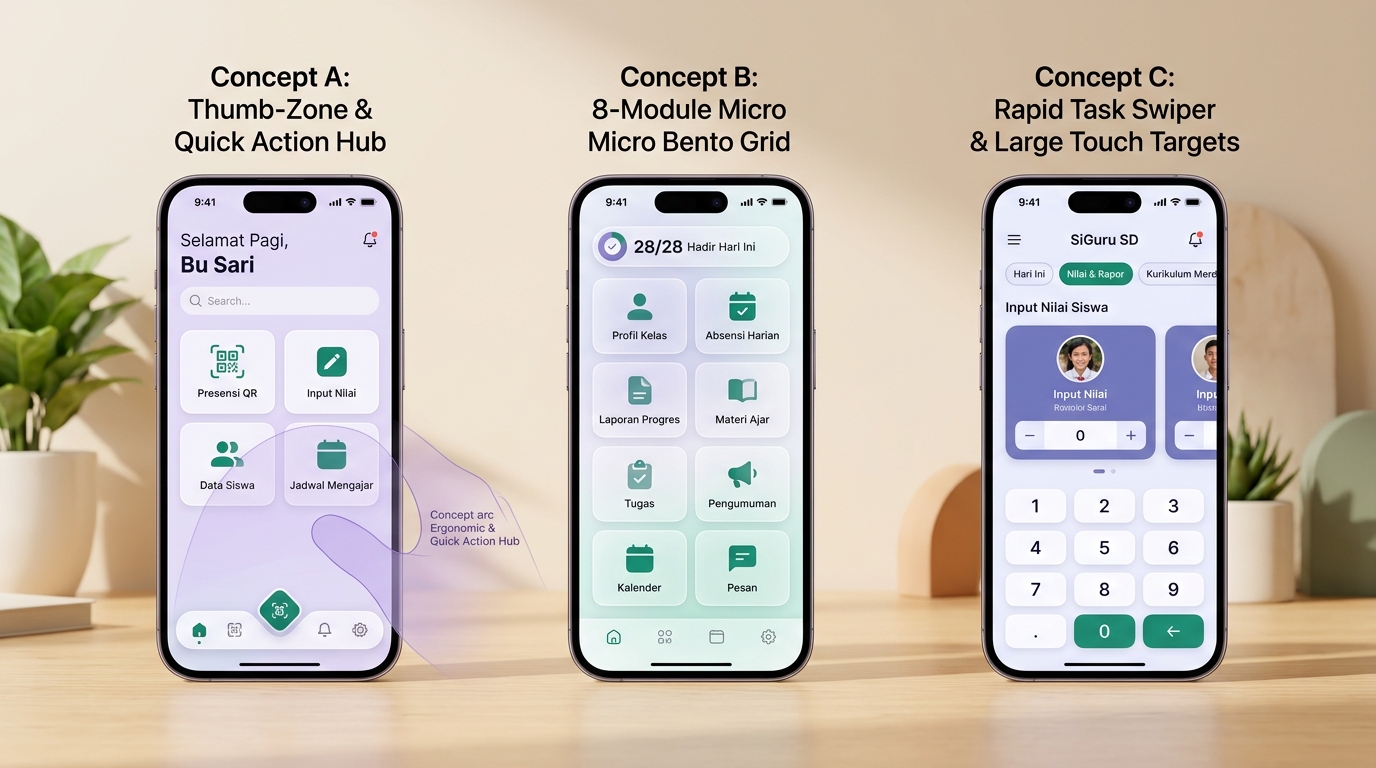 Concept A:
Thumb-Zone &
Quick Action Hub
9:41
Selamat Pagi,
Bu Sari
Search...
Presensi QR
Input Nilai
Data Siswa
Jadwal Mengajar
Concept arc
Ergonomic &
Quick Action Hub
Concept B:
8-Module Micro
Micro Bento Grid
9:41
28/28 Hadir Hari Ini
Profil Kelas
Absensi Harian
Laporan Progres
Materi Ajar
Tugas
Pengumuman
Kalender
Pesan
Concept C:
Rapid Task Swiper
& Large Touch Targets
9:41
SiGuru SD
Hari Ini
Nilai & Rapor
Kurikulum Merd
Input Nilai Siswa
Input Nilai
Inpu
− 0 +
−
1 2 3
4 5 6
7 8 9
. 0 ←